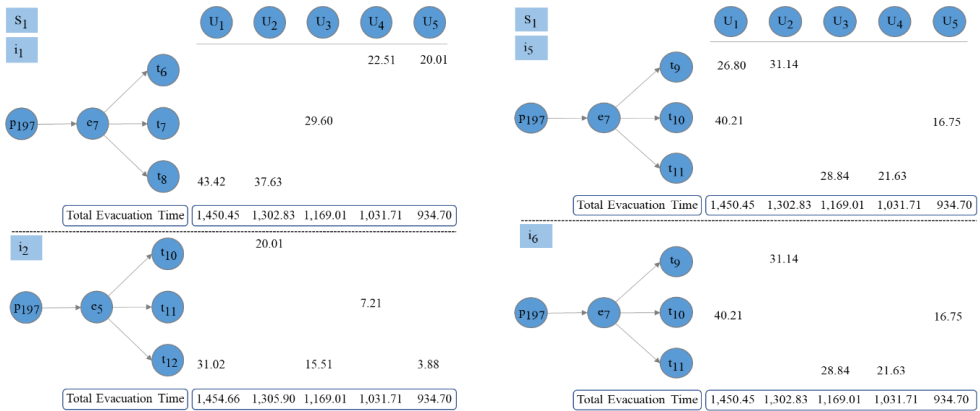 S1 U1 U2 U3 U4 U5
i1
22.51 20.01
t6
p197 e7 t7 29.60
t8 43.42 37.63
Total Evacuation Time 1,450.45 1,302.83 1,169.01 1,031.71 934.70
i2 20.01
t10
p197 e5 t11 7.21
t12 31.02 15.51 3.88
Total Evacuation Time 1,454.66 1,305.90 1,169.01 1,031.71 934.70
S1 U1 U2 U3 U4 U5
i5
t9 26.80 31.14
p197 e7 t10 40.21 16.75
t11 28.84 21.63
Total Evacuation Time 1,450.45 1,302.83 1,169.01 1,031.71 934.70
i6
t9 31.14
p197 e7 t10 40.21 16.75
t11 28.84 21.63
Total Evacuation Time 1,450.45 1,302.83 1,169.01 1,031.71 934.70